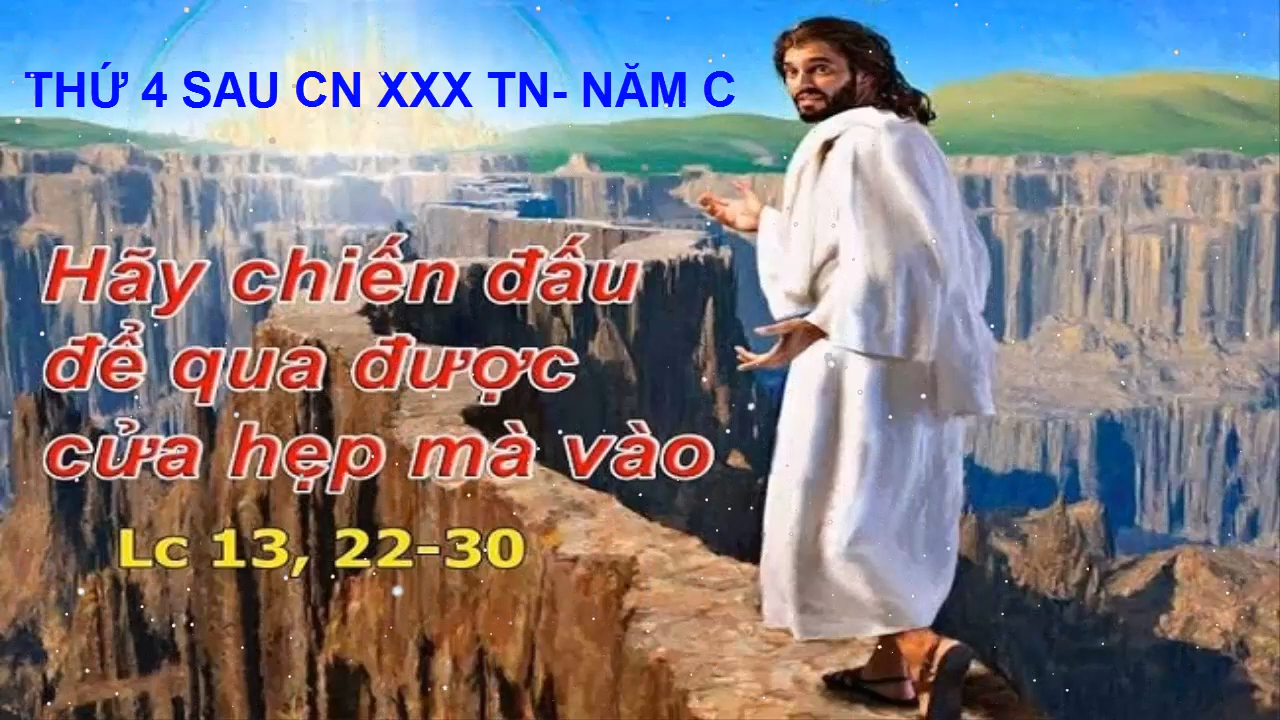 THỨ 4 SAU CN XXX TN- NĂM C
Hãy chiến đấu
để qua được
cửa hẹp mà vào
Lc 13, 22-30